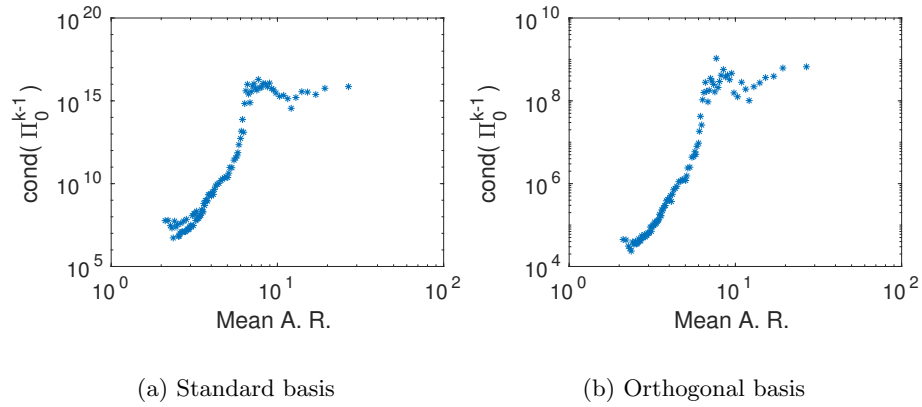 10^20
10^15
10^10
10^5
cond( Π_0^{k-1} )
10^0
10^1
10^2
Mean A. R.
(a) Standard basis
10^10
10^8
10^6
10^4
cond( Π_0^{k-1} )
10^0
10^1
10^2
Mean A. R.
(b) Orthogonal basis